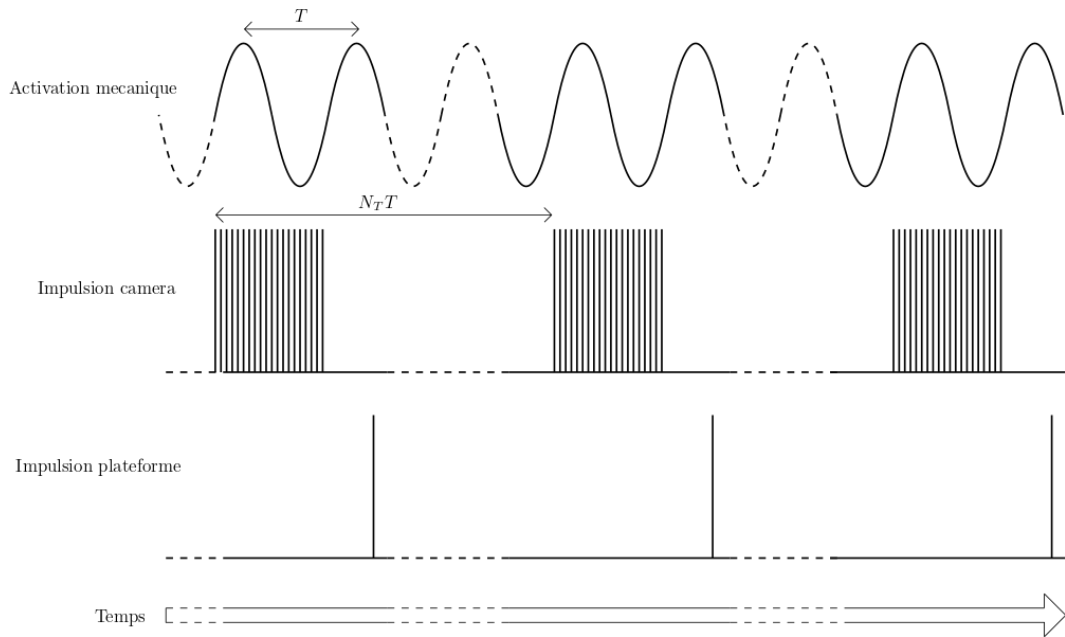 T
Activation mecanique
N_T T
Impulsion camera
Impulsion plateforme
Temps